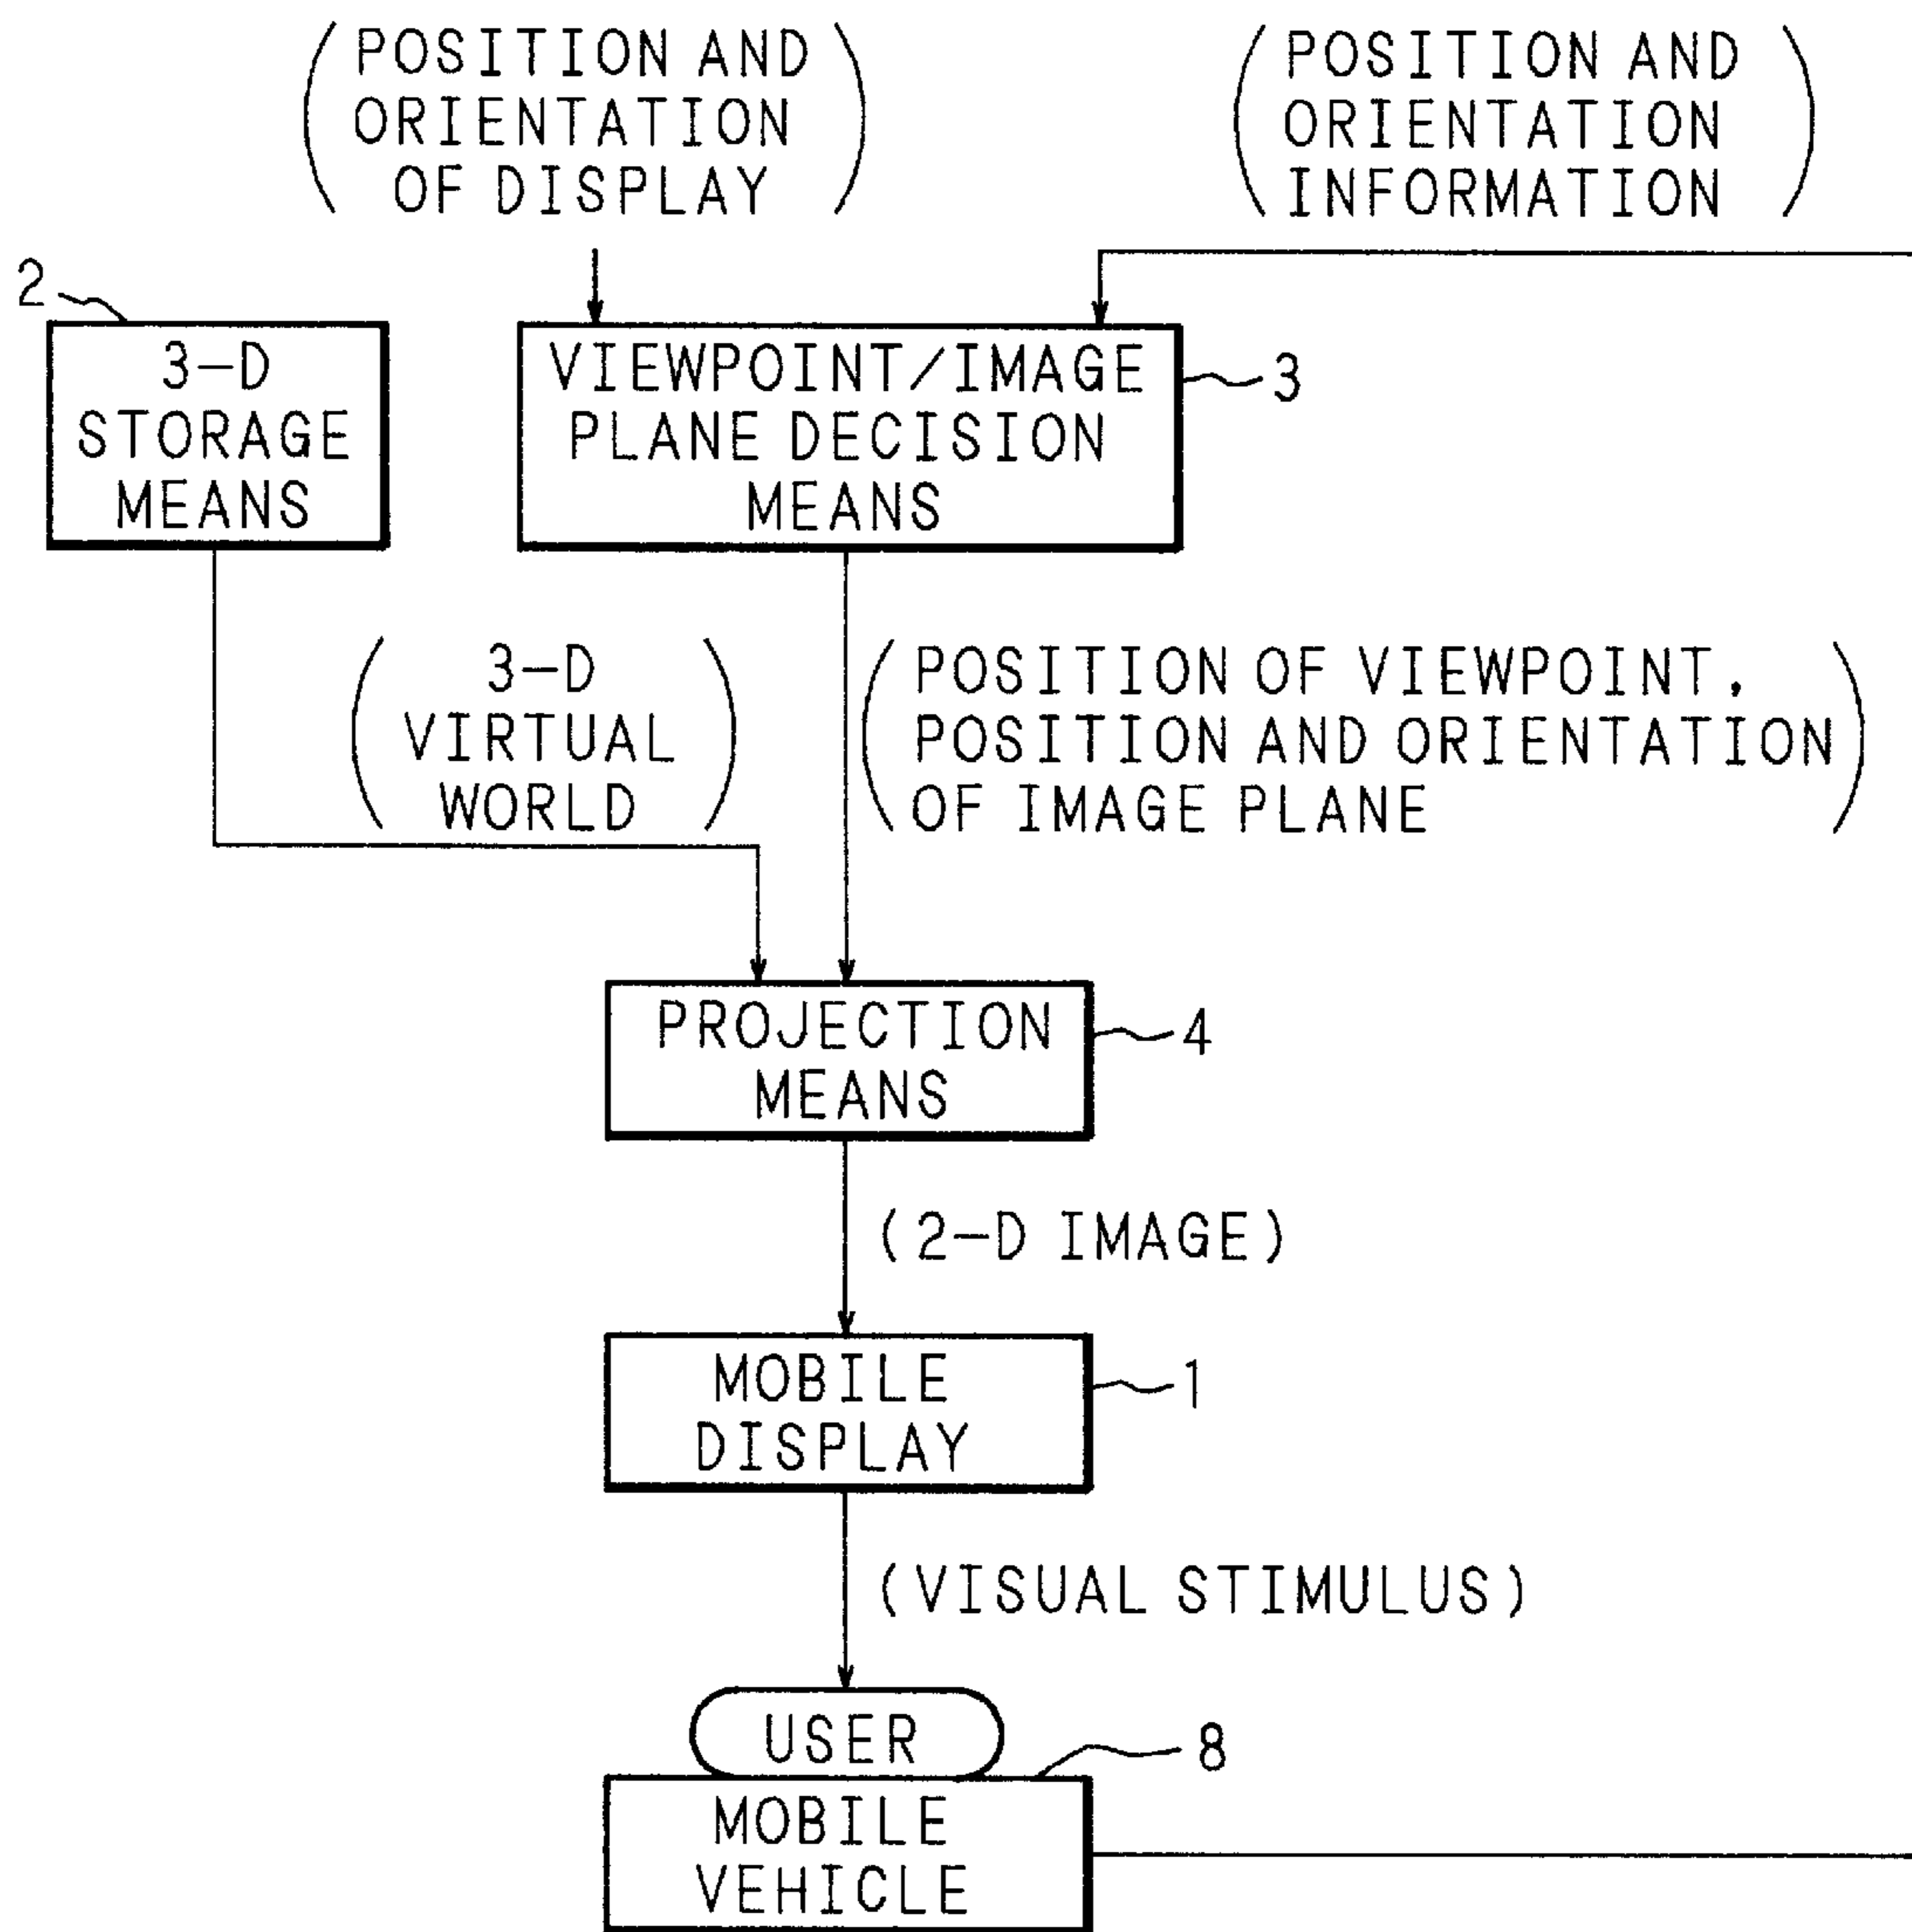 ( POSITION AND
ORIENTATION
OF DISPLAY )
( POSITION AND
ORIENTATION
INFORMATION )
2
3-D
STORAGE
MEANS
VIEWPOINT/IMAGE
PLANE DECISION
MEANS
3
( 3-D
VIRTUAL
WORLD )
( POSITION OF VIEWPOINT,
POSITION AND ORIENTATION
OF IMAGE PLANE )
PROJECTION
MEANS
4
(2-D IMAGE)
MOBILE
DISPLAY
1
(VISUAL STIMULUS)
USER
8
MOBILE
VEHICLE